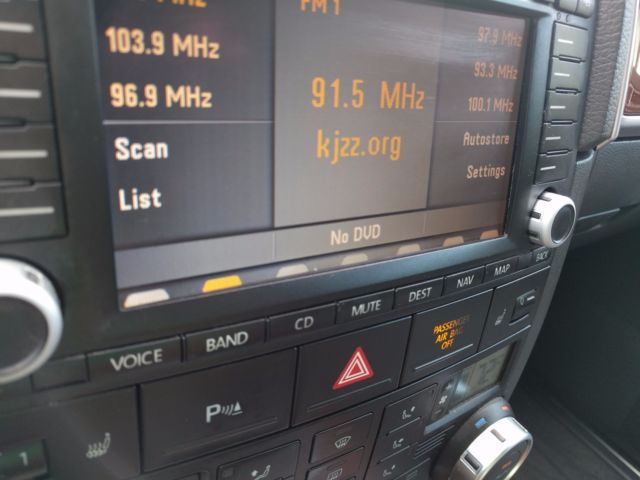 FM 1
103.9 MHz
97.9 MHz
96.9 MHz
91.5 MHz
93.3 MHz
100.1 MHz
Scan
kjzz.org
Autostore
List
Settings
No DVD
VOICE
BAND
CD
MUTE
DEST
NAV
MAP
BACK
PASSENGER
AIR BAG
OFF
P
1